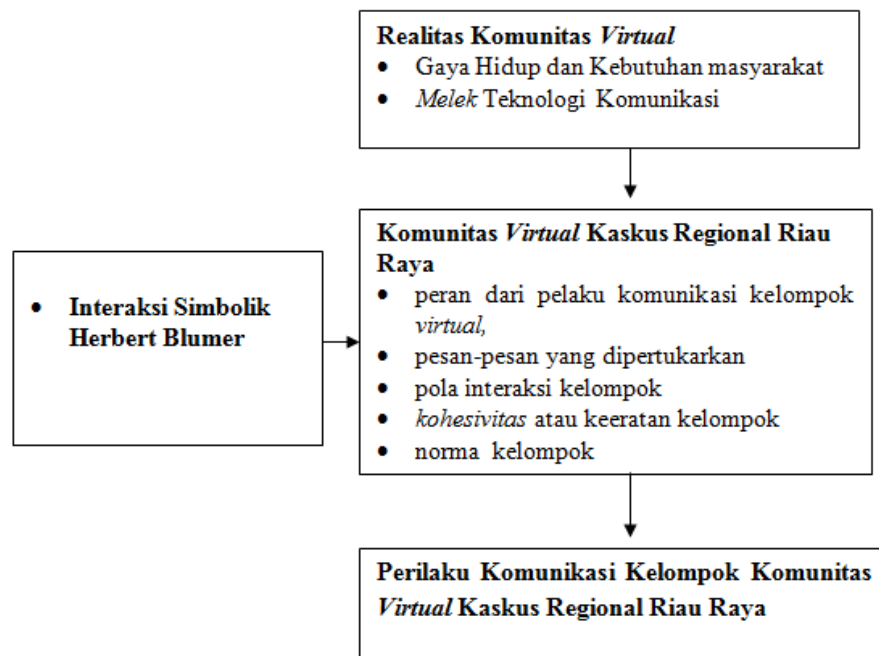 Realitas Komunitas Virtual
• Gaya Hidup dan Kebutuhan masyarakat
• Melek Teknologi Komunikasi
• Interaksi Simbolik
Herbert Blumer
Komunitas Virtual Kaskus Regional Riau
Raya
• peran dari pelaku komunikasi kelompok
virtual,
• pesan-pesan yang dipertukarkan
• pola interaksi kelompok
• kohesivitas atau keeratan kelompok
• norma kelompok
Perilaku Komunikasi Kelompok Komunitas
Virtual Kaskus Regional Riau Raya